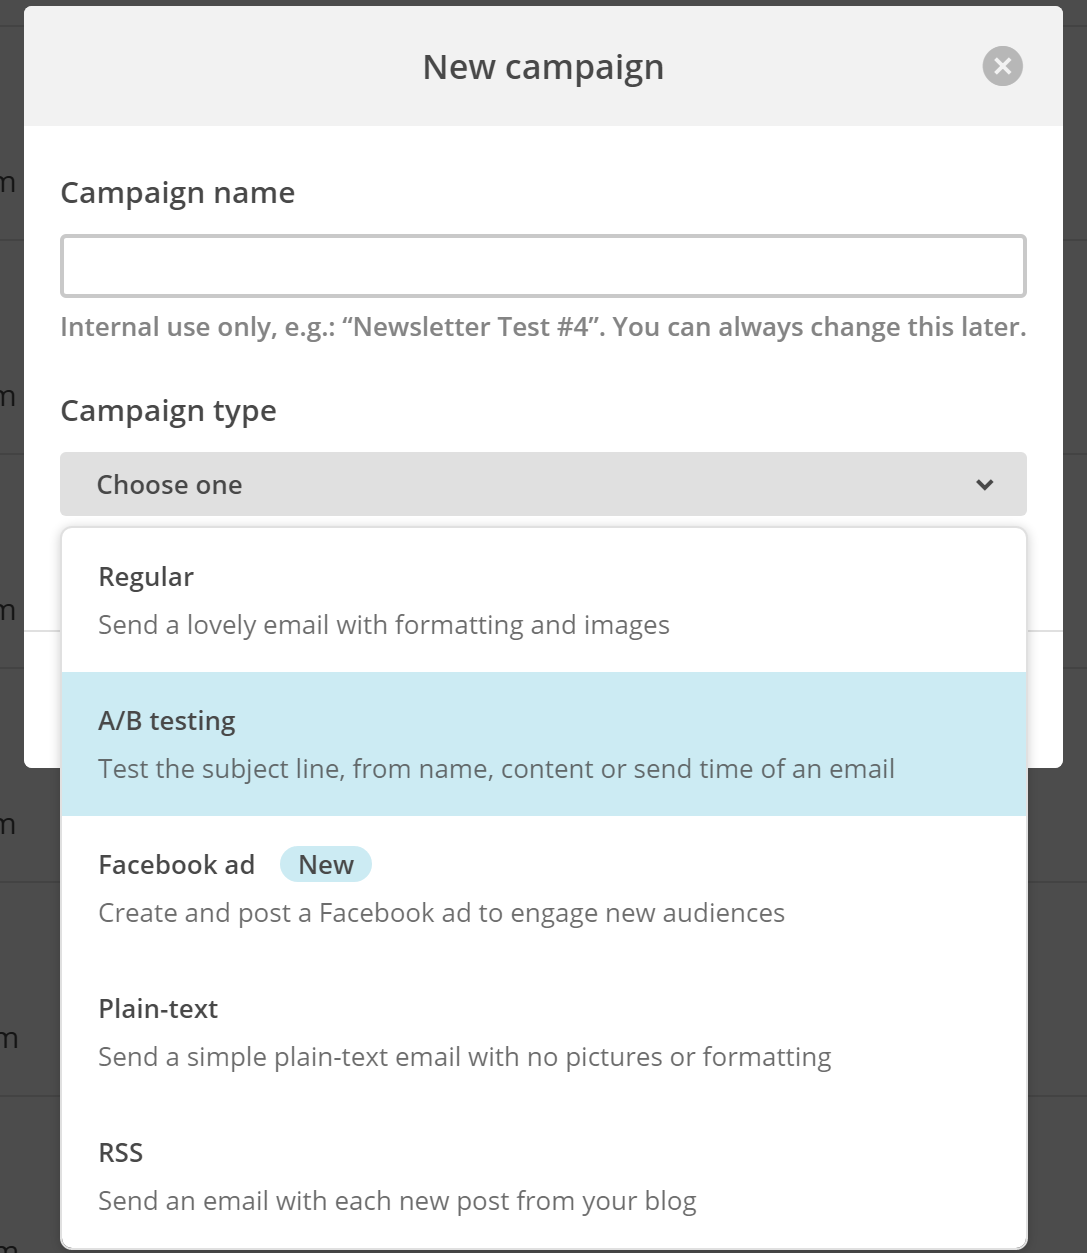 New campaign
Campaign name
Internal use only, e.g.: “Newsletter Test #4”. You can always change this later.
Campaign type
Choose one
Regular
Send a lovely email with formatting and images
A/B testing
Test the subject line, from name, content or send time of an email
Facebook ad New
Create and post a Facebook ad to engage new audiences
Plain-text
Send a simple plain-text email with no pictures or formatting
RSS
Send an email with each new post from your blog